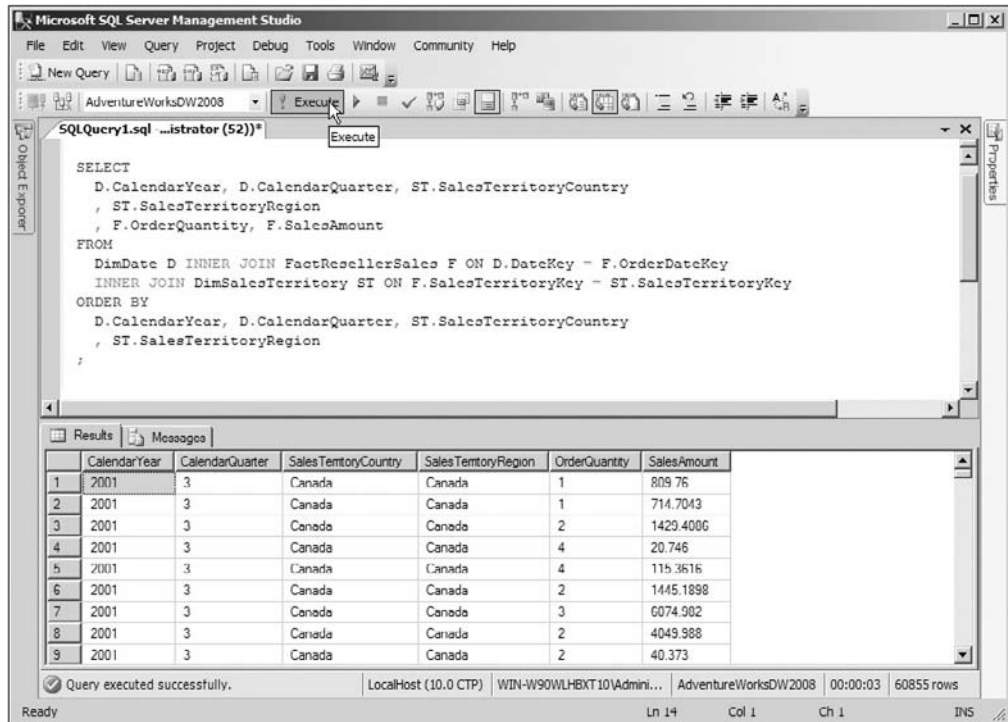 Microsoft SQL Server Management Studio
File Edit View Query Project Debug Tools Window Community Help
New Query
AdventureWorksDW2008 Execute
SQLQuery1.sql ...istrator (52))*
Execute
Object Explorer
Properties
SELECT
D.CalendarYear, D.CalendarQuarter, ST.SalesTerritoryCountry
, ST.SalesTerritoryRegion
, F.OrderQuantity, F.SalesAmount
FROM
DimDate D INNER JOIN FactResellerSales F ON D.DateKey = F.OrderDateKey
INNER JOIN DimSalesTerritory ST ON F.SalesTerritoryKey = ST.SalesTerritoryKey
ORDER BY
D.CalendarYear, D.CalendarQuarter, ST.SalesTerritoryCountry
, ST.SalesTerritoryRegion
;
Results Messages
CalendarYear CalendarQuarter SalesTerritoryCountry SalesTerritoryRegion OrderQuantity SalesAmount
1 2001 3 Canada Canada 1 809.76
2 2001 3 Canada Canada 1 714.7043
3 2001 3 Canada Canada 2 1429.4086
4 2001 3 Canada Canada 4 20.746
5 2001 3 Canada Canada 4 115.3616
6 2001 3 Canada Canada 2 1445.1898
7 2001 3 Canada Canada 3 6074.982
8 2001 3 Canada Canada 2 4049.988
9 2001 3 Canada Canada 2 40.373
Query executed successfully. LocalHost (10.0 CTP) WIN-W90WLHBXT10\Admini... AdventureWorksDW2008 00:00:03 60855 rows
Ready Ln 14 Col 1 Ch 1 INS